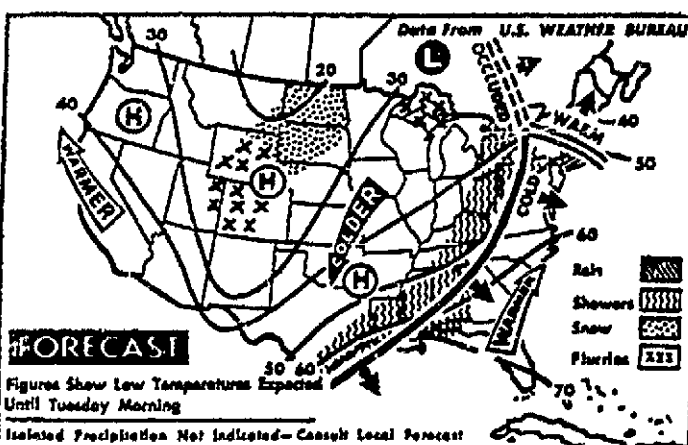 Data From U.S. WEATHER BUREAU
30
L
OCCLUDED
20
30
40
H
40
WARM
50
WARMER
H
COLD
COLDER
60
H
Rain
Showers
WARMER
Snow
FORECAST
Flurries XXX
50 60
70
Figures Show Low Temperatures Expected
Until Tuesday Morning
Isolated Precipitation Not Indicated—Consult Local Forecast